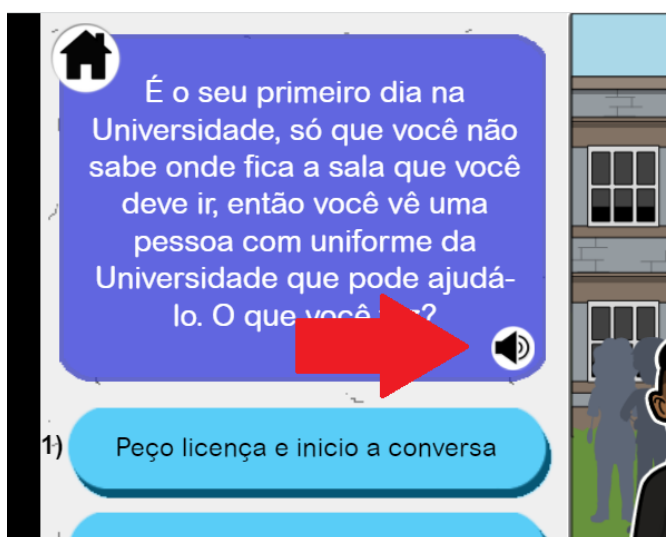 É o seu primeiro dia na
Universidade, só que você não
sabe onde fica a sala que você
deve ir, então você vê uma
pessoa com uniforme da
Universidade que pode ajudá-
lo. O que você ?
1) Peço licença e inicio a conversa